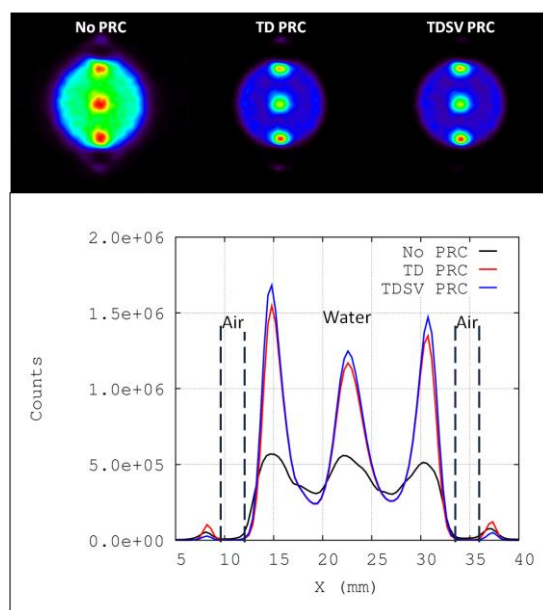 No PRC TD PRC TDSV PRC
2.0e+06
1.5e+06
1.0e+06
5.0e+05
0.0e+00
Counts
No PRC
TD PRC
TDSV PRC
Air Water Air
5 10 15 20 25 30 35 40
X (mm)